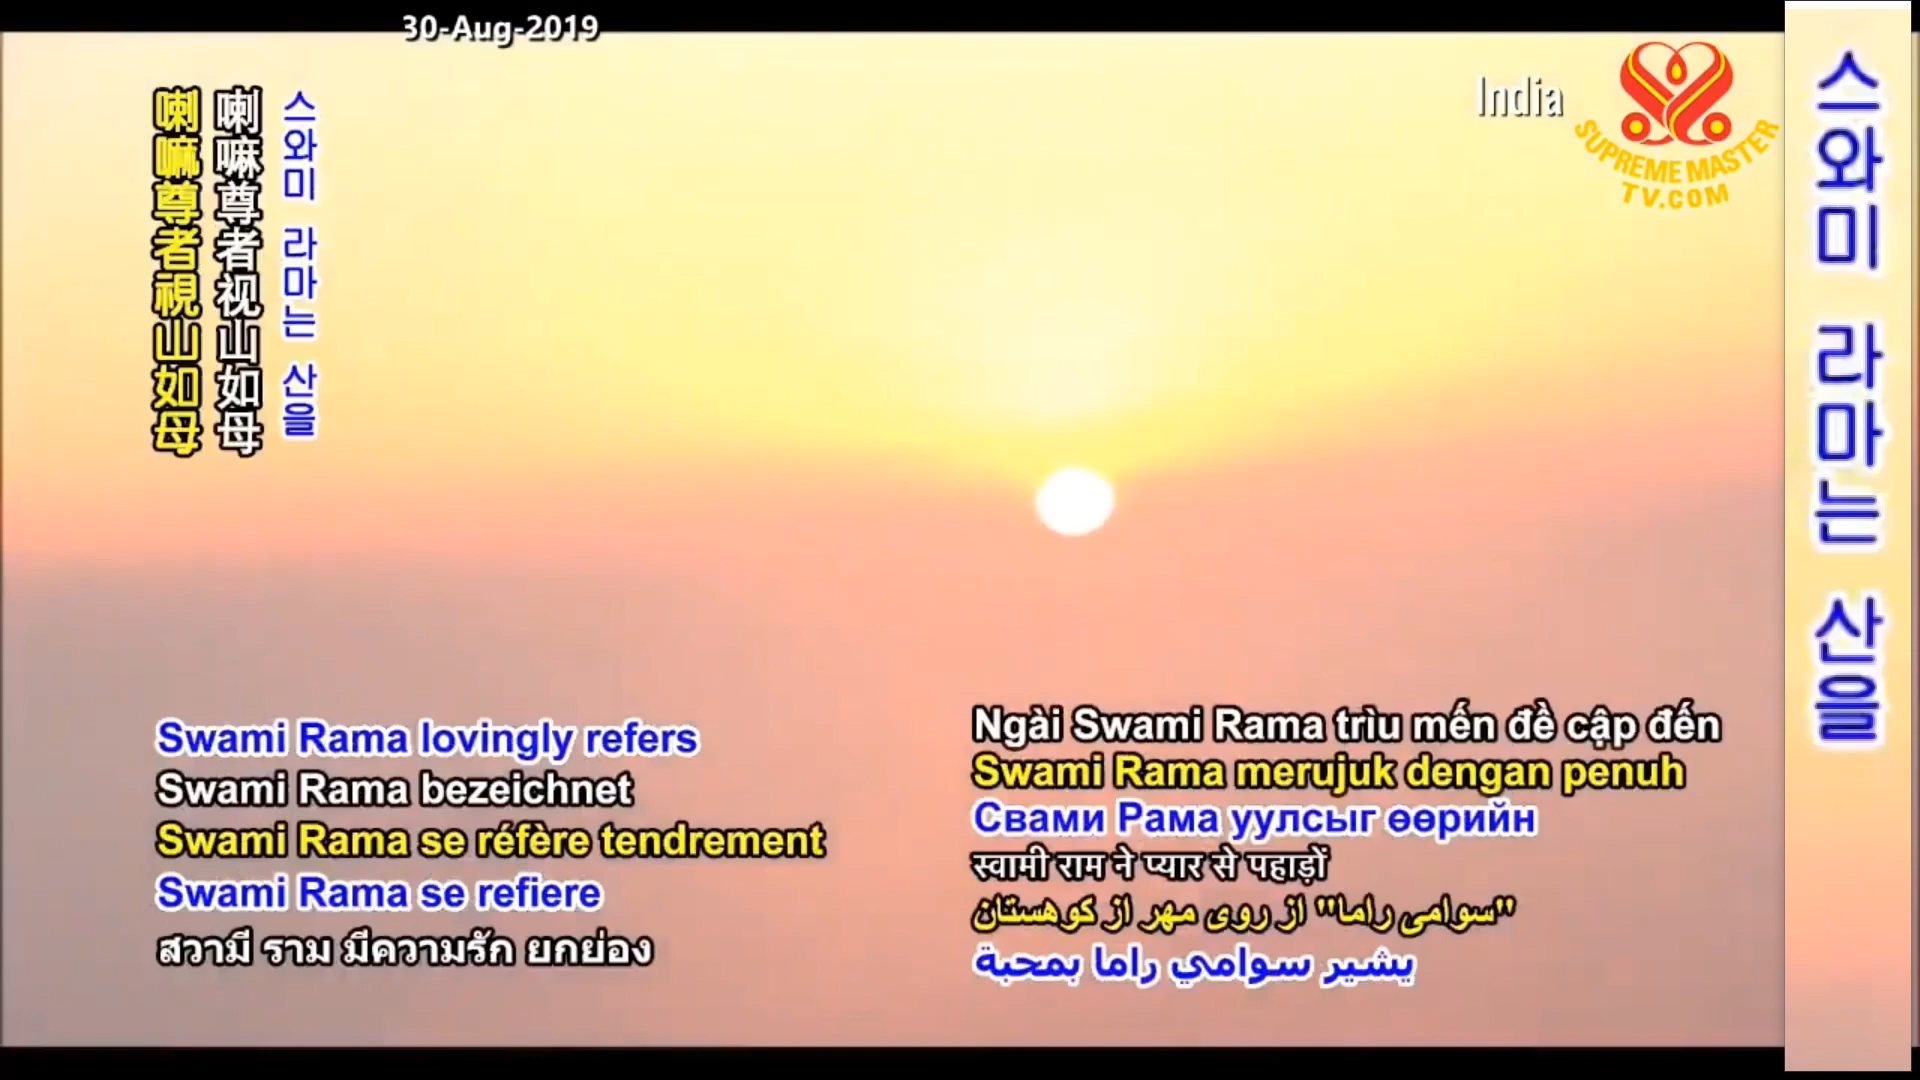 30-Aug-2019
喇嘛尊者視山如母
喇嘛尊者视山如母
스와미 라마는 산을
India
SUPREME MASTER
TV.COM
스와미 라마는 산을
Swami Rama lovingly refers
Swami Rama bezeichnet
Swami Rama se réfère tendrement
Swami Rama se refiere
สวามี ราม มีความรัก ยกย่อง
Ngài Swami Rama trìu mến đề cập đến
Swami Rama merujuk dengan penuh
Свами Рама уулсыг өөрийн
स्वामी राम ने प्यार से पहाड़ों
"سوامی راما" از روی مهر از کوهستان
يشير سوامي راما بمحبة